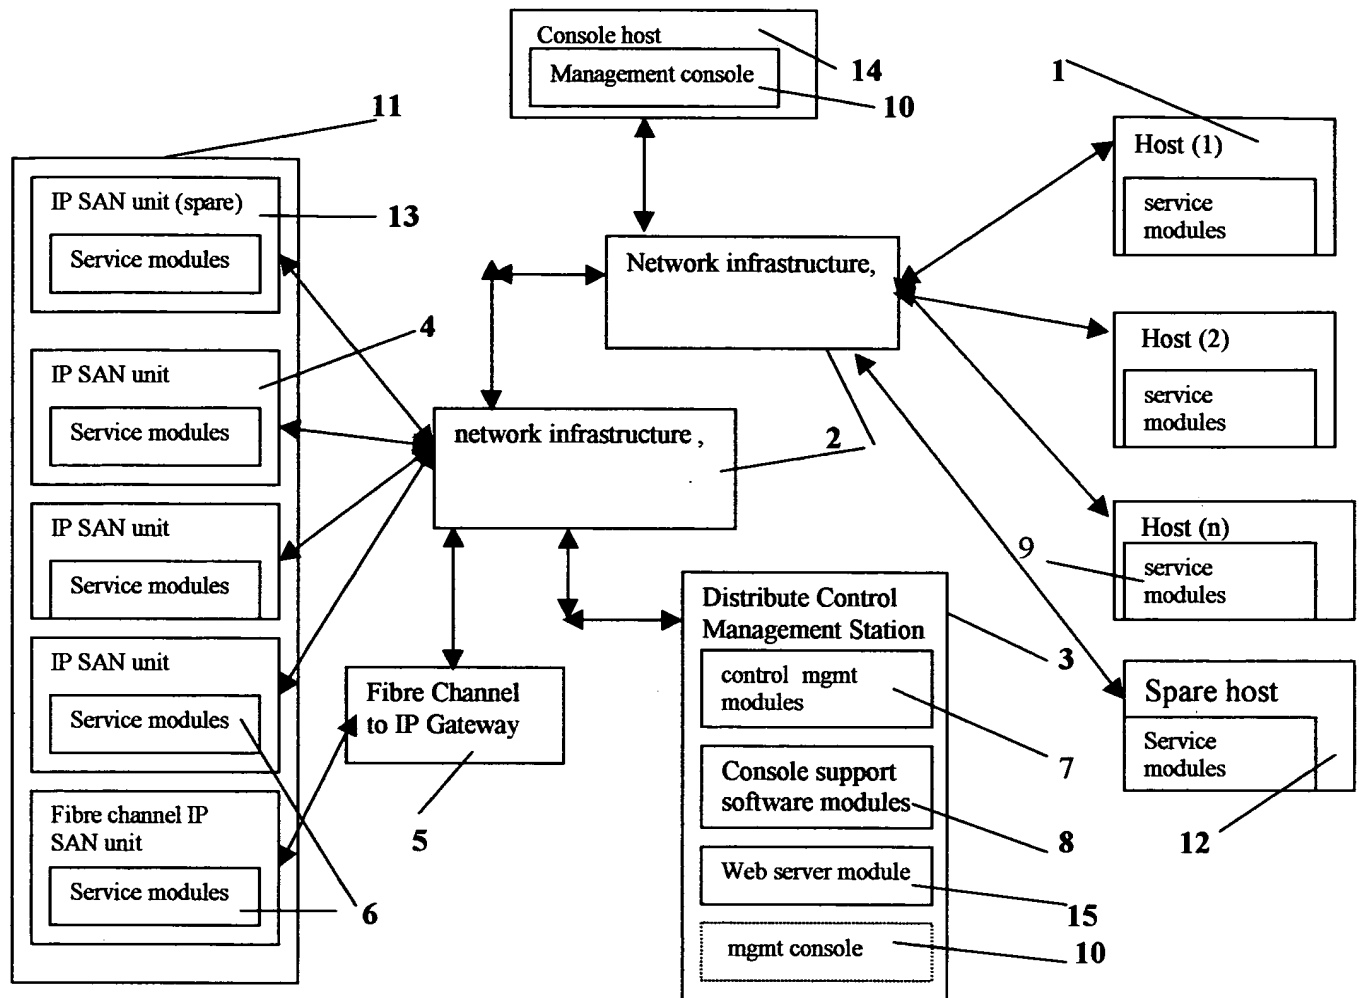 Console host
Management console
14
10
11
IP SAN unit (spare)
13
Service modules
4
IP SAN unit
Service modules
IP SAN unit
Service modules
IP SAN unit
Service modules
Fibre channel IP
SAN unit
Service modules
6
Network infrastructure,
network infrastructure ,
2
Fibre Channel
to IP Gateway
5
Distribute Control
Management Station
3
control mgmt
modules
7
Console support
software modules
8
Web server module
15
mgmt console
10
1
Host (1)
service
modules
Host (2)
service
modules
Host (n)
9
service
modules
Spare host
Service
modules
12